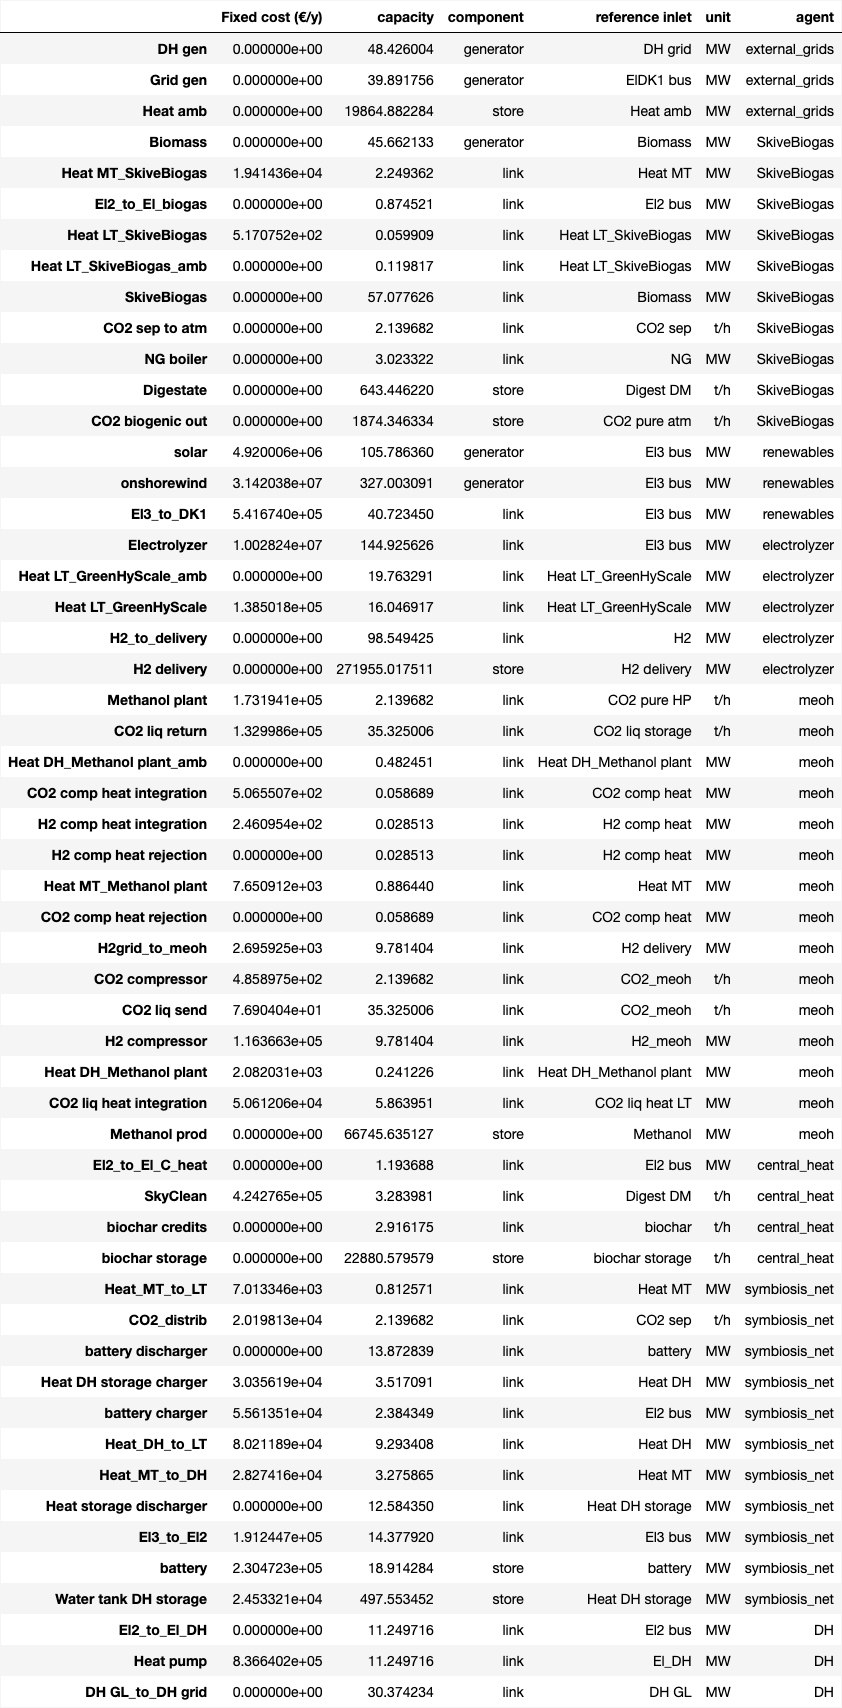 Fixed cost (€/y) capacity component reference inlet unit agent
DH gen 0.000000e+00 48.426004 generator DH grid MW external_grids
Grid gen 0.000000e+00 39.891756 generator ElDK1 bus MW external_grids
Heat amb 0.000000e+00 19864.882284 store Heat amb MW external_grids
Biomass 0.000000e+00 45.662133 generator Biomass MW SkiveBiogas
Heat MT_SkiveBiogas 1.941436e+04 2.249362 link Heat MT MW SkiveBiogas
El2_to_El_biogas 0.000000e+00 0.874521 link El2 bus MW SkiveBiogas
Heat LT_SkiveBiogas 5.170752e+02 0.059909 link Heat LT_SkiveBiogas MW SkiveBiogas
Heat LT_SkiveBiogas_amb 0.000000e+00 0.119817 link Heat LT_SkiveBiogas MW SkiveBiogas
SkiveBiogas 0.000000e+00 57.077626 link Biomass MW SkiveBiogas
CO2 sep to atm 0.000000e+00 2.139682 link CO2 sep t/h SkiveBiogas
NG boiler 0.000000e+00 3.023322 link NG MW SkiveBiogas
Digestate 0.000000e+00 643.446220 store Digest DM t/h SkiveBiogas
CO2 biogenic out 0.000000e+00 1874.346334 store CO2 pure atm t/h SkiveBiogas
solar 4.920006e+06 105.786360 generator El3 bus MW renewables
onshorewind 3.142038e+07 327.003091 generator El3 bus MW renewables
El3_to_DK1 5.416740e+05 40.723450 link El3 bus MW renewables
Electrolyzer 1.002824e+07 144.925626 link El3 bus MW electrolyzer
Heat LT_GreenHyScale_amb 0.000000e+00 19.763291 link Heat LT_GreenHyScale MW electrolyzer
Heat LT_GreenHyScale 1.385018e+05 16.046917 link Heat LT_GreenHyScale MW electrolyzer
H2_to_delivery 0.000000e+00 98.549425 link H2 MW electrolyzer
H2 delivery 0.000000e+00 271955.017511 store H2 delivery MW electrolyzer
Methanol plant 1.731941e+05 2.139682 link CO2 pure HP t/h meoh
CO2 liq return 1.329986e+05 35.325006 link CO2 liq storage t/h meoh
Heat DH_Methanol plant_amb 0.000000e+00 0.482451 link Heat DH_Methanol plant MW meoh
CO2 comp heat integration 5.065507e+02 0.058689 link CO2 comp heat MW meoh
H2 comp heat integration 2.460954e+02 0.028513 link H2 comp heat MW meoh
H2 comp heat rejection 0.000000e+00 0.028513 link H2 comp heat MW meoh
Heat MT_Methanol plant 7.650912e+03 0.886440 link Heat MT MW meoh
CO2 comp heat rejection 0.000000e+00 0.058689 link CO2 comp heat MW meoh
H2grid_to_meoh 2.695925e+03 9.781404 link H2 delivery MW meoh
CO2 compressor 4.858975e+02 2.139682 link CO2_meoh t/h meoh
CO2 liq send 7.690404e+01 35.325006 link CO2_meoh t/h meoh
H2 compressor 1.163663e+05 9.781404 link H2_meoh MW meoh
Heat DH_Methanol plant 2.082031e+03 0.241226 link Heat DH_Methanol plant MW meoh
CO2 liq heat integration 5.061206e+04 5.863951 link CO2 liq heat LT MW meoh
Methanol prod 0.000000e+00 66745.635127 store Methanol MW meoh
El2_to_El_C_heat 0.000000e+00 1.193688 link El2 bus MW central_heat
SkyClean 4.242765e+05 3.283981 link Digest DM t/h central_heat
biochar credits 0.000000e+00 2.916175 link biochar t/h central_heat
biochar storage 0.000000e+00 22880.579579 store biochar storage t/h central_heat
Heat_MT_to_LT 7.013346e+03 0.812571 link Heat MT MW symbiosis_net
CO2_distrib 2.019813e+04 2.139682 link CO2 sep t/h symbiosis_net
battery discharger 0.000000e+00 13.872839 link battery MW symbiosis_net
Heat DH storage charger 3.035619e+04 3.517091 link Heat DH MW symbiosis_net
battery charger 5.561351e+04 2.384349 link El2 bus MW symbiosis_net
Heat_DH_to_LT 8.021189e+04 9.293408 link Heat DH MW symbiosis_net
Heat_MT_to_DH 2.827416e+04 3.275865 link Heat MT MW symbiosis_net
Heat storage discharger 0.000000e+00 12.584350 link Heat DH storage MW symbiosis_net
El3_to_El2 1.912447e+05 14.377920 link El3 bus MW symbiosis_net
battery 2.304723e+05 18.914284 store battery MW symbiosis_net
Water tank DH storage 2.453321e+04 497.553452 store Heat DH storage MW symbiosis_net
El2_to_El_DH 0.000000e+00 11.249716 link El2 bus MW DH
Heat pump 8.366402e+05 11.249716 link El_DH MW DH
DH GL_to_DH grid 0.000000e+00 30.374234 link DH GL MW DH